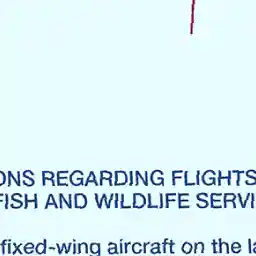 ONS REGARDING FLIGHTS
FISH AND WILDLIFE SERVI
fixed-wing aircraft on the la